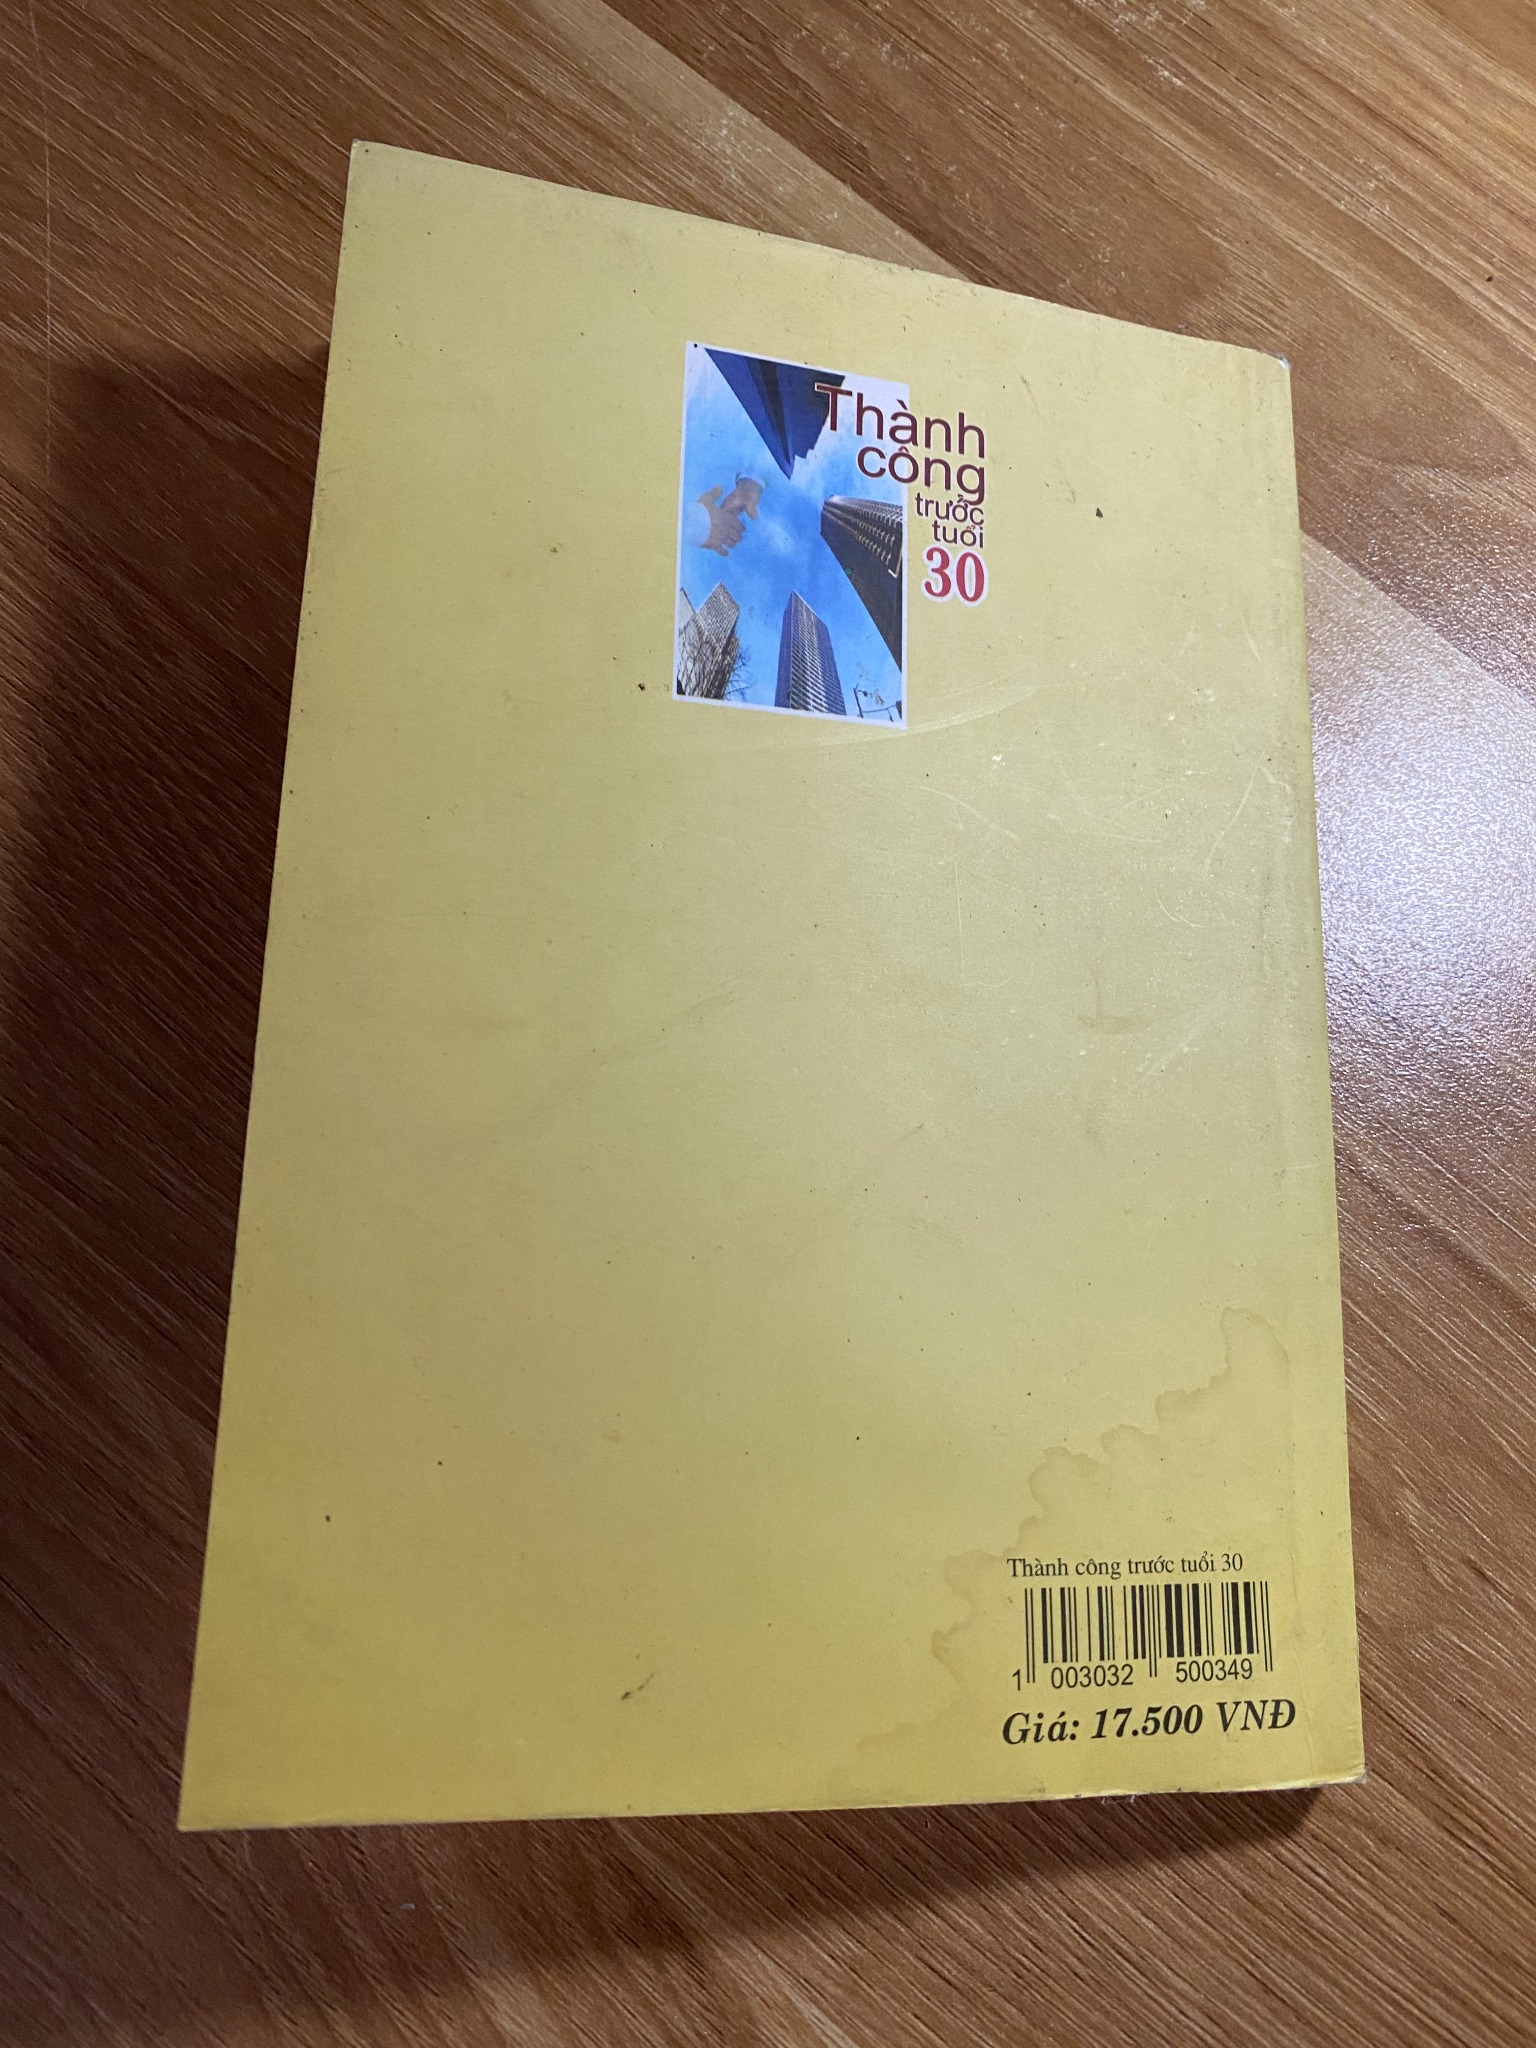 Thành
công
trước
tuổi
30
Thành công trước tuổi 30
1 003032 500349
Giá: 17.500 VNĐ